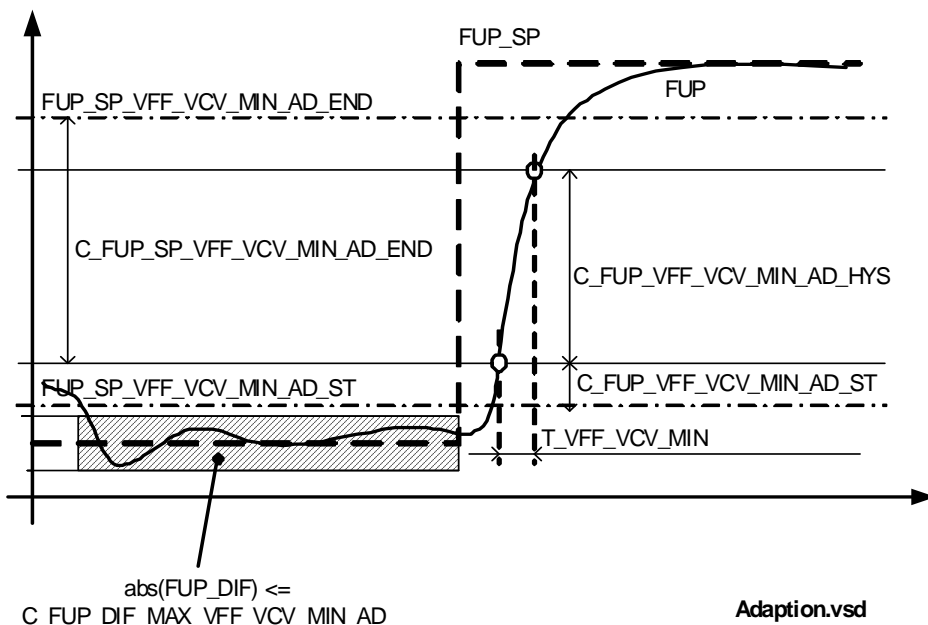 FUP_SP
FUP
FUP_SP_VFF_VCV_MIN_AD_END
C_FUP_SP_VFF_VCV_MIN_AD_END
C_FUP_VFF_VCV_MIN_AD_HYS
FUP_SP_VFF_VCV_MIN_AD_ST
C_FUP_VFF_VCV_MIN_AD_ST
T_VFF_VCV_MIN
abs(FUP_DIF) <=
C_FUP_DIF_MAX_VFF_VCV_MIN_AD
Adaption.vsd